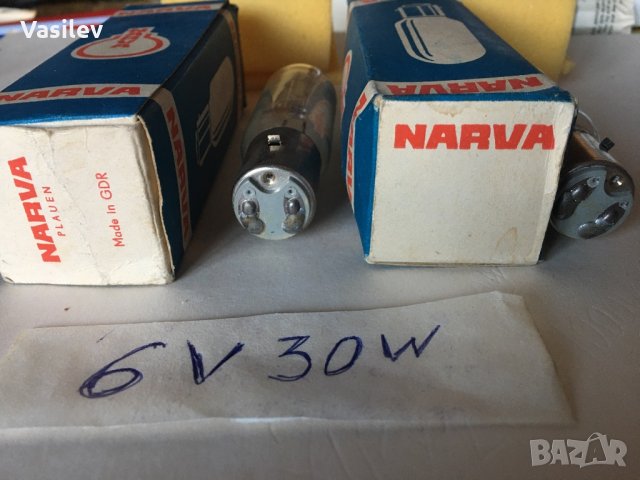 Vasilev
NARVA
NARVA
PLAUEN
Made in GDR
NARVA
NARVA
6V 30W
BAZAR